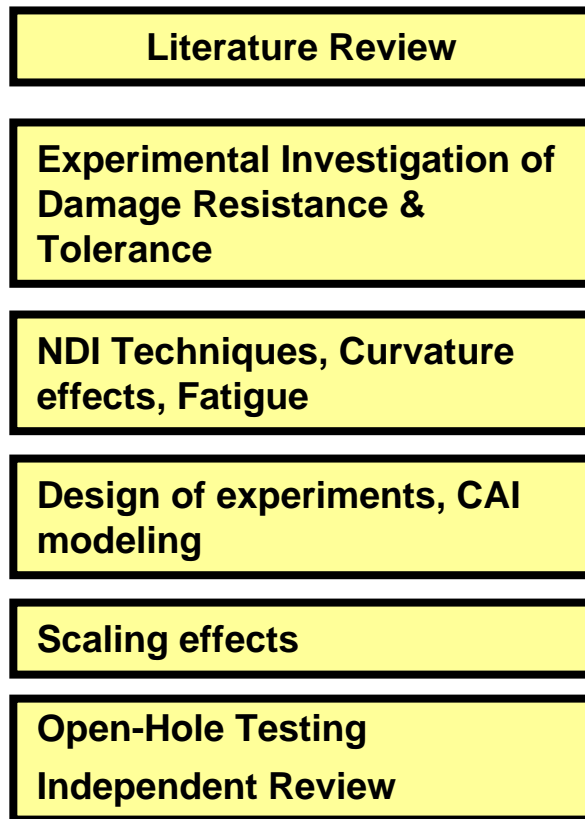 Literature Review
Experimental Investigation of
Damage Resistance &
Tolerance
NDI Techniques, Curvature
effects, Fatigue
Design of experiments, CAI
modeling
Scaling effects
Open-Hole Testing
Independent Review